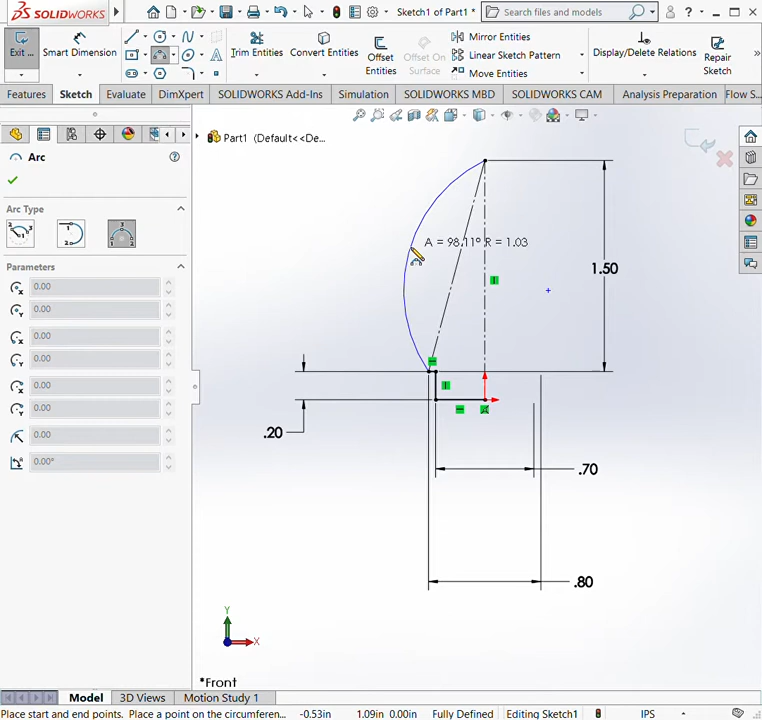 SOLIDWORKS
Sketch1 of Part1 *
Search files and models
?
Exit ...
Smart Dimension
Trim Entities
Convert Entities
Offset Entities
Offset On Surface
Mirror Entities
Linear Sketch Pattern
Move Entities
Display/Delete Relations
Repair Sketch
Features
Sketch
Evaluate
DimXpert
SOLIDWORKS Add-Ins
Simulation
SOLIDWORKS MBD
SOLIDWORKS CAM
Analysis Preparation
Flow S...
Part1 (Default<<De...
Arc
Arc Type
Parameters
0.00
0.00
0.00
0.00
0.00
0.00
0.00
0.00°
A = 98.11° R = 1.03
1.50
.20
.70
.80
Y
X
*Front
Model
3D Views
Motion Study 1
Place start and end points. Place a point on the circumferen...
-0.53in
1.09in
0.00in
Fully Defined
Editing Sketch1
IPS